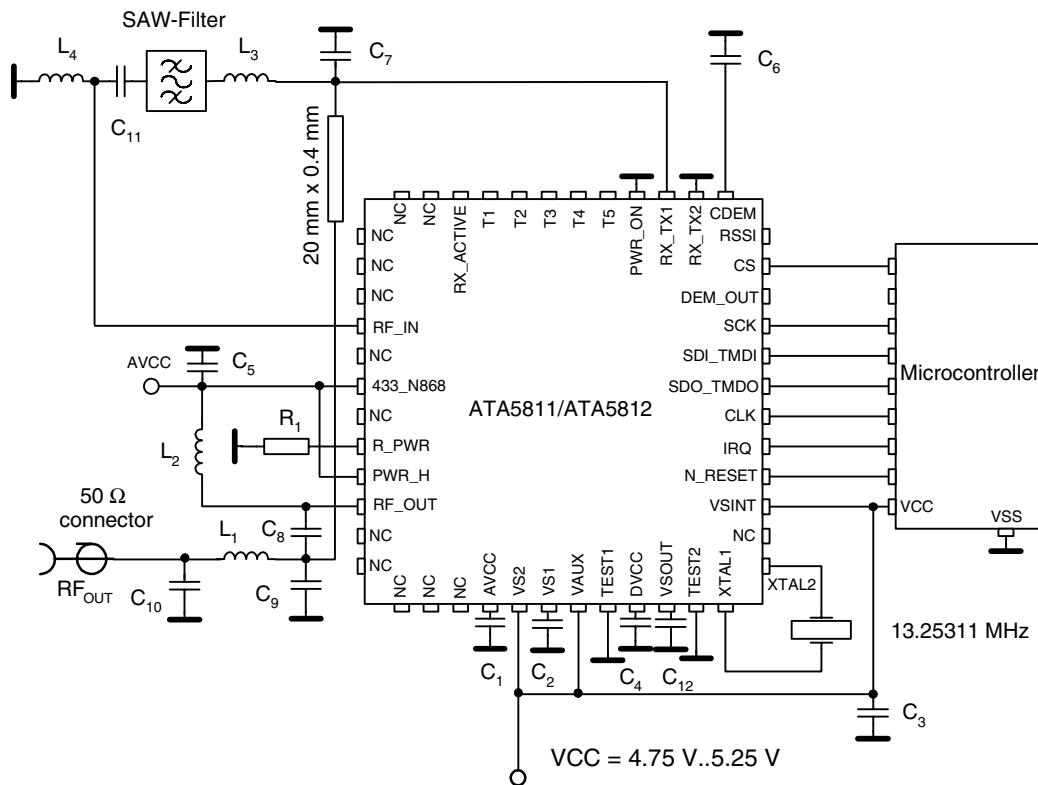 SAW-Filter
L4
L3
C7
C6
C11
20 mm x 0.4 mm
NC
NC
RX_ACTIVE
T1
T2
T3
T4
T5
PWR_ON
RX_TX1
RX_TX2
CDEM
NC
NC
NC
RF_IN
NC
433_N868
NC
R_PWR
PWR_H
RF_OUT
NC
NC
AVCC
C5
R1
L2
50 Ω
connector
L1
C8
RFOUT
C10
C9
ATA5811/ATA5812
RSSI
CS
DEM_OUT
SCK
SDI_TMDI
SDO_TMDO
CLK
IRQ
N_RESET
VSINT
NC
XTAL2
Microcontroller
VCC
VSS
NC
NC
NC
AVCC
VS2
VS1
VAUX
TEST1
DVCC
VSOUT
TEST2
XTAL1
13.25311 MHz
C1
C2
C4
C12
C3
VCC = 4.75 V..5.25 V